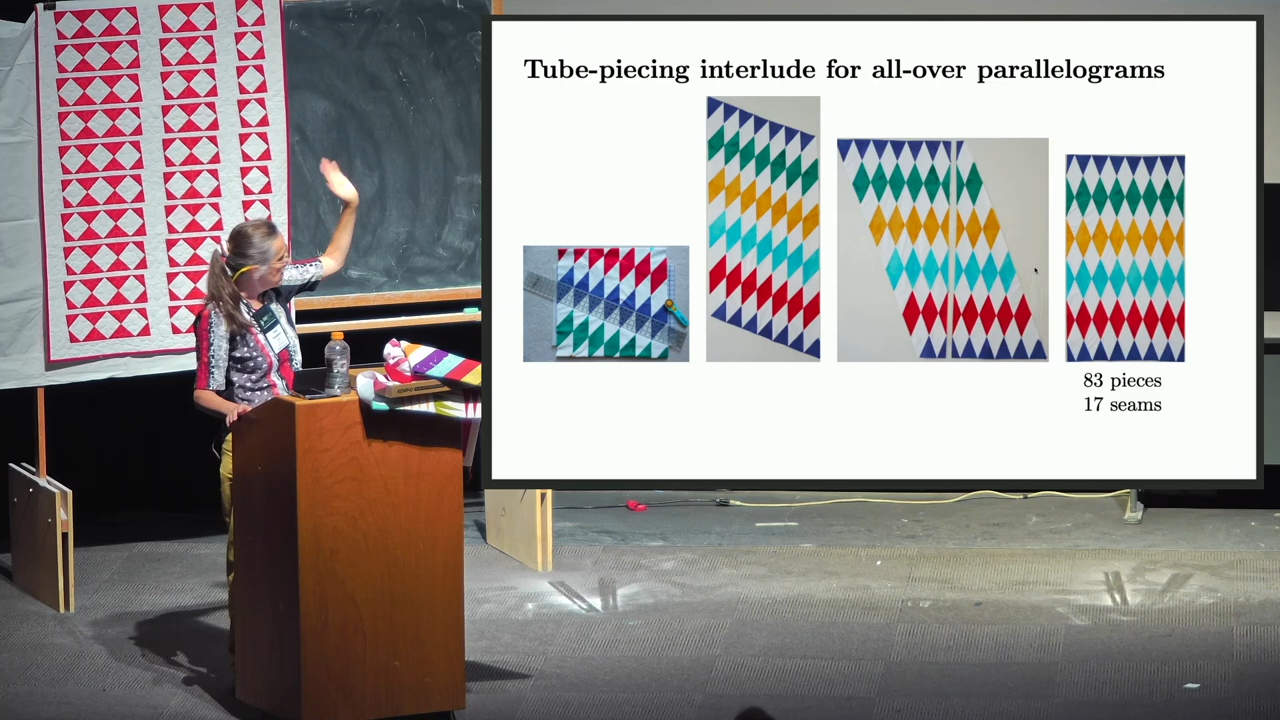 Tube-piecing interlude for all-over parallelograms
83 pieces
17 seams